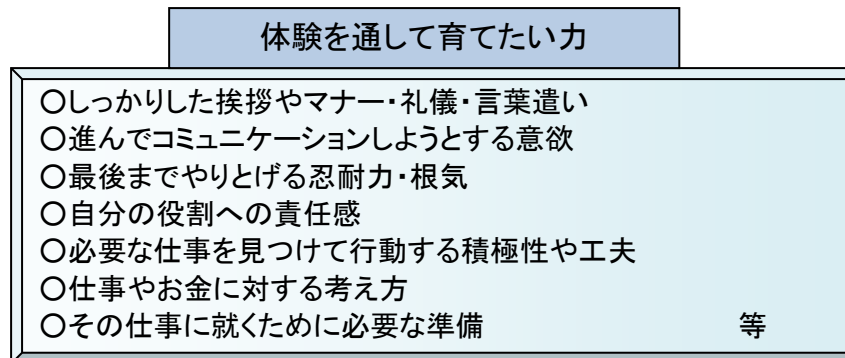 体験を通して育てたい力
○しっかりした挨拶やマナー・礼儀・言葉遣い
○進んでコミュニケーションしようとする意欲
○最後までやりとげる忍耐力・根気
○自分の役割への責任感
○必要な仕事を見つけて行動する積極性や工夫
○仕事やお金に対する考え方
○その仕事に就くために必要な準備　　　　　　　　　　等